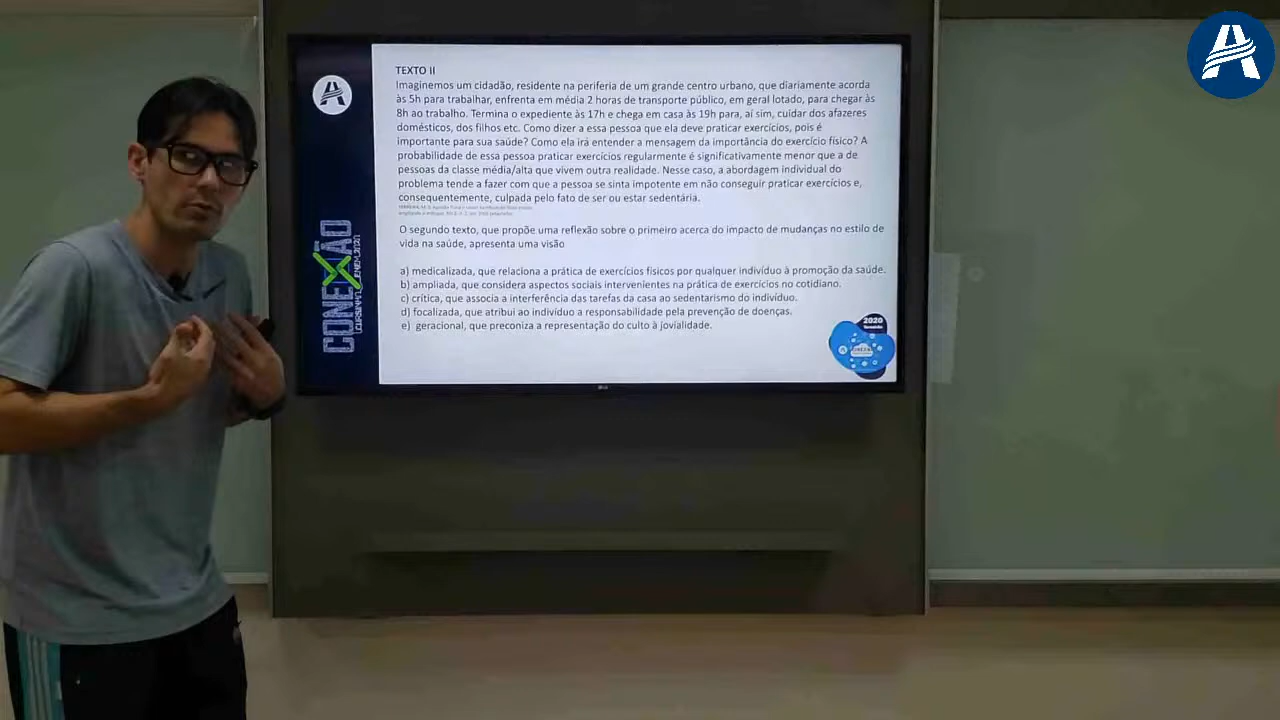 TEXTO II
Imaginemos um cidadão, residente na periferia de um grande centro urbano, que diariamente acorda
às 5h para trabalhar, enfrenta em média 2 horas de transporte público, em geral lotado, para chegar às
8h ao trabalho. Termina o expediente às 17h e chega em casa às 19h para, aí sim, cuidar dos afazeres
domésticos, dos filhos etc. Como dizer a essa pessoa que ela deve praticar exercícios, pois é
importante para sua saúde? Como ela irá entender a mensagem da importância do exercício físico? A
probabilidade de essa pessoa praticar exercícios regularmente é significativamente menor que a de
pessoas da classe média/alta que vivem outra realidade. Nesse caso, a abordagem individual do
problema tende a fazer com que a pessoa se sinta impotente em não conseguir praticar exercícios e,
consequentemente, culpada pelo fato de ser ou estar sedentária.
O segundo texto, que propõe uma reflexão sobre o primeiro acerca do impacto de mudanças no estilo de
vida na saúde, apresenta uma visão
a) medicalizada, que relaciona a prática de exercícios físicos por qualquer indivíduo à promoção da saúde.
b) ampliada, que considera aspectos sociais intervenientes na prática de exercícios no cotidiano.
c) crítica, que associa a interferência das tarefas da casa ao sedentarismo do indivíduo.
d) focalizada, que atribui ao indivíduo a responsabilidade pela prevenção de doenças.
e) geracional, que preconiza a representação do culto à jovialidade.
CONEXÃO
2020
LG